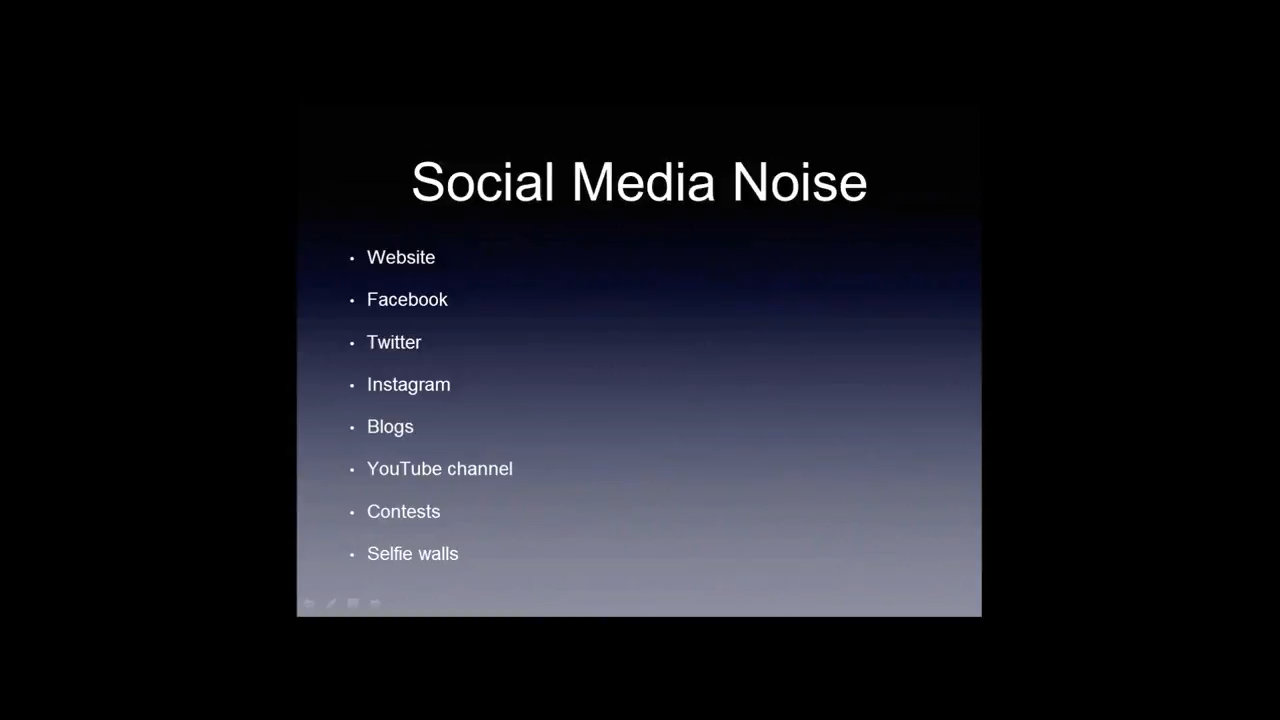 Social Media Noise
• Website
• Facebook
• Twitter
• Instagram
• Blogs
• YouTube channel
• Contests
• Selfie walls